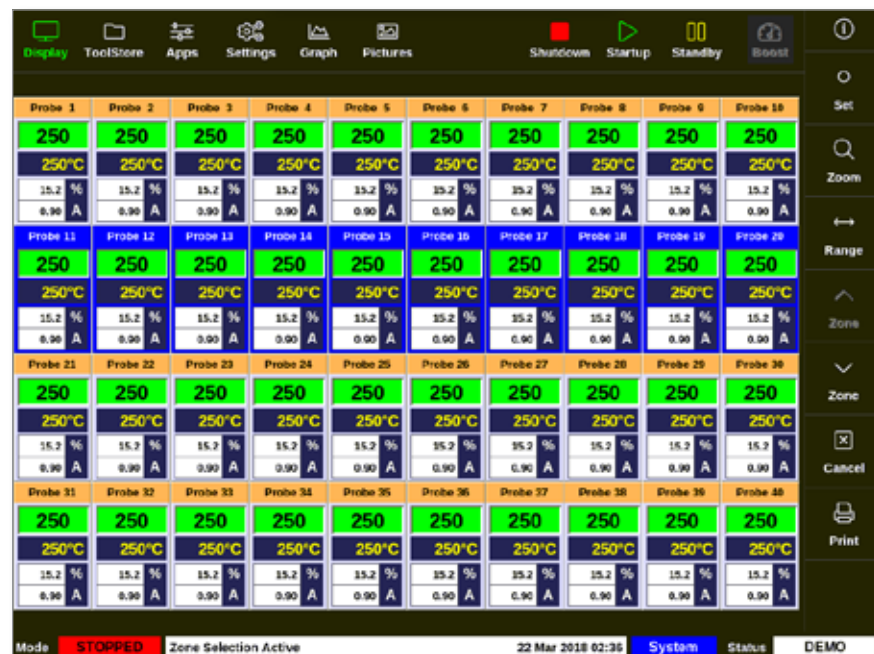 Display ToolStore Apps Settings Graph Pictures Shutdown Startup Standby Boost
Set
Probe 1 Probe 2 Probe 3 Probe 4 Probe 5 Probe 6 Probe 7 Probe 8 Probe 9 Probe 10
250 250 250 250 250 250 250 250 250 250
250°C 250°C 250°C 250°C 250°C 250°C 250°C 250°C 250°C 250°C
15.2 % 15.2 % 15.2 % 15.2 % 15.2 % 15.2 % 15.2 % 15.2 % 15.2 % 15.2 %
0.90 A 0.90 A 0.90 A 0.90 A 0.90 A 0.90 A 0.90 A 0.90 A 0.90 A 0.90 A
Zoom
Probe 11 Probe 12 Probe 13 Probe 14 Probe 15 Probe 16 Probe 17 Probe 18 Probe 19 Probe 20
250 250 250 250 250 250 250 250 250 250
250°C 250°C 250°C 250°C 250°C 250°C 250°C 250°C 250°C 250°C
15.2 % 15.2 % 15.2 % 15.2 % 15.2 % 15.2 % 15.2 % 15.2 % 15.2 % 15.2 %
0.90 A 0.90 A 0.90 A 0.90 A 0.90 A 0.90 A 0.90 A 0.90 A 0.90 A 0.90 A
Range
Zone
Probe 21 Probe 22 Probe 23 Probe 24 Probe 25 Probe 26 Probe 27 Probe 28 Probe 29 Probe 30
250 250 250 250 250 250 250 250 250 250
250°C 250°C 250°C 250°C 250°C 250°C 250°C 250°C 250°C 250°C
15.2 % 15.2 % 15.2 % 15.2 % 15.2 % 15.2 % 15.2 % 15.2 % 15.2 % 15.2 %
0.90 A 0.90 A 0.90 A 0.90 A 0.90 A 0.90 A 0.90 A 0.90 A 0.90 A 0.90 A
Zone
Cancel
Probe 31 Probe 32 Probe 33 Probe 34 Probe 35 Probe 36 Probe 37 Probe 38 Probe 39 Probe 40
250 250 250 250 250 250 250 250 250 250
250°C 250°C 250°C 250°C 250°C 250°C 250°C 250°C 250°C 250°C
15.2 % 15.2 % 15.2 % 15.2 % 15.2 % 15.2 % 15.2 % 15.2 % 15.2 % 15.2 %
0.90 A 0.90 A 0.90 A 0.90 A 0.90 A 0.90 A 0.90 A 0.90 A 0.90 A 0.90 A
Print
Mode STOPPED Zone Selection Active 22 Mar 2018 02:36 System Status DEMO